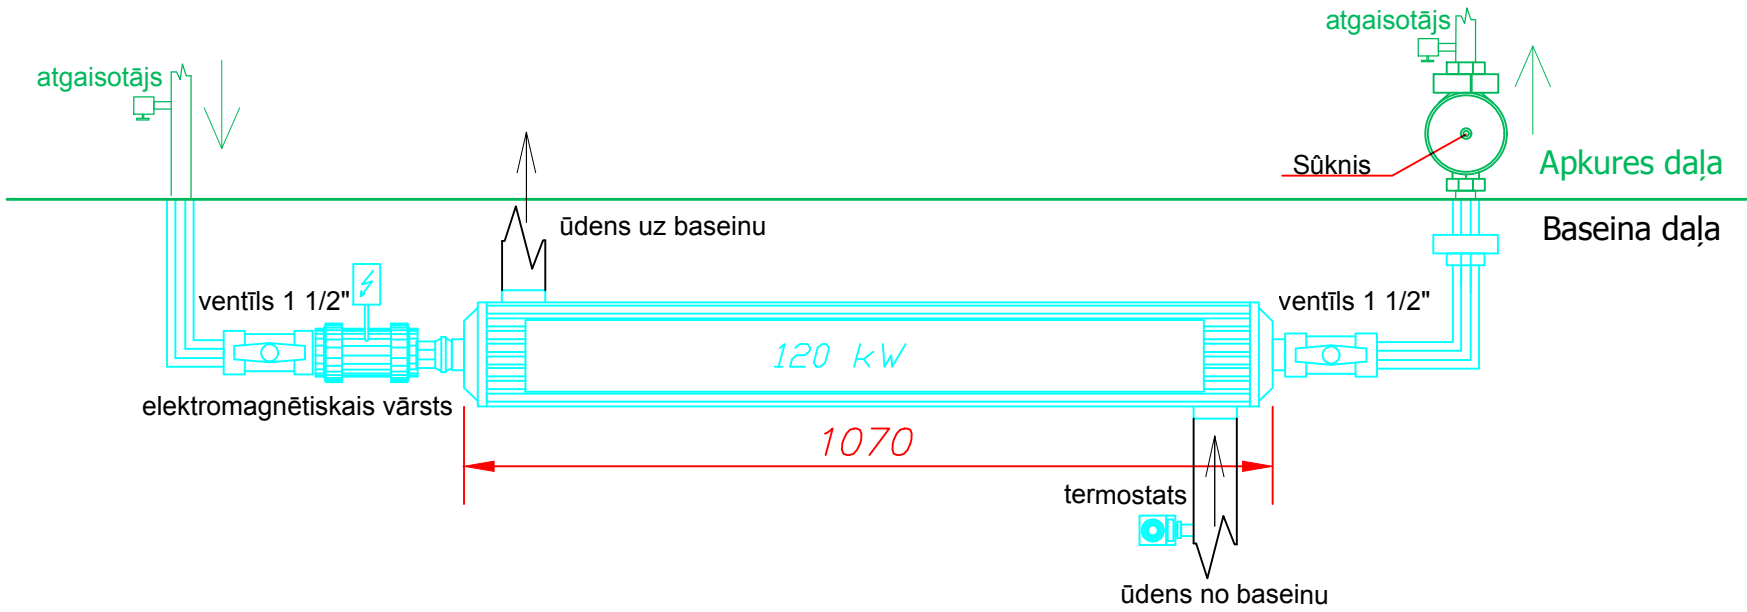 atgaisotājs
atgaisotājs
Sûknis
Apkures daļa
ūdens uz baseinu
Baseina daļa
ventīls 1 1/2"
ventīls 1 1/2"
120 kW
elektromagnētiskais vārsts
1070
termostats
ūdens no baseinu